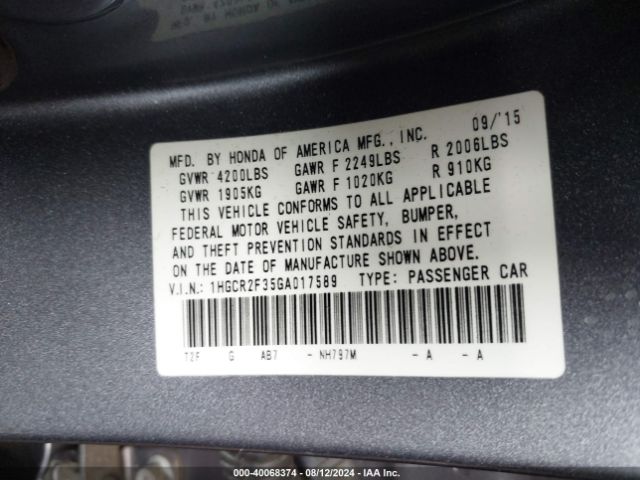 MFD. BY HONDA OF AMERICA MFG., INC. 09/'15
GVWR 4200LBS GAWR F 2249LBS R 2006LBS
GVWR 1905KG GAWR F 1020KG R 910KG
THIS VEHICLE CONFORMS TO ALL APPLICABLE
FEDERAL MOTOR VEHICLE SAFETY, BUMPER,
AND THEFT PREVENTION STANDARDS IN EFFECT
ON THE DATE OF MANUFACTURE SHOWN ABOVE.
V.I.N.: 1HGCR2F35GA017589 TYPE: PASSENGER CAR
T2F G AB7 - NH797M - A - A
000-40068374 - 08/12/2024 - IAA Inc.